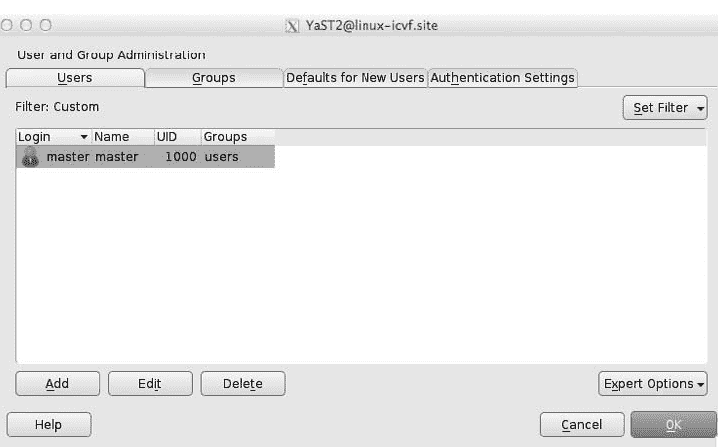 YaST2@linux-icvf.site
User and Group Administration
Users Groups Defaults for New Users Authentication Settings
Filter: Custom Set Filter
Login Name UID Groups
master master 1000 users
Add Edit Delete Expert Options
Help Cancel OK